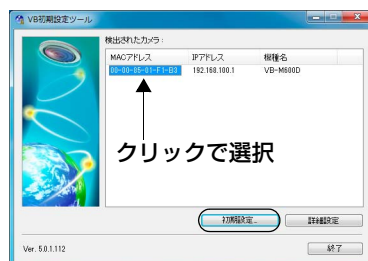 VB初期設定ツール
検出されたカメラ:
MACアドレス IPアドレス 機種名
00-00-85-01-F1-B3 192.168.100.1 VB-M600D
クリックで選択
初期設定... 詳細設定
Ver. 5.0.1.112 終了